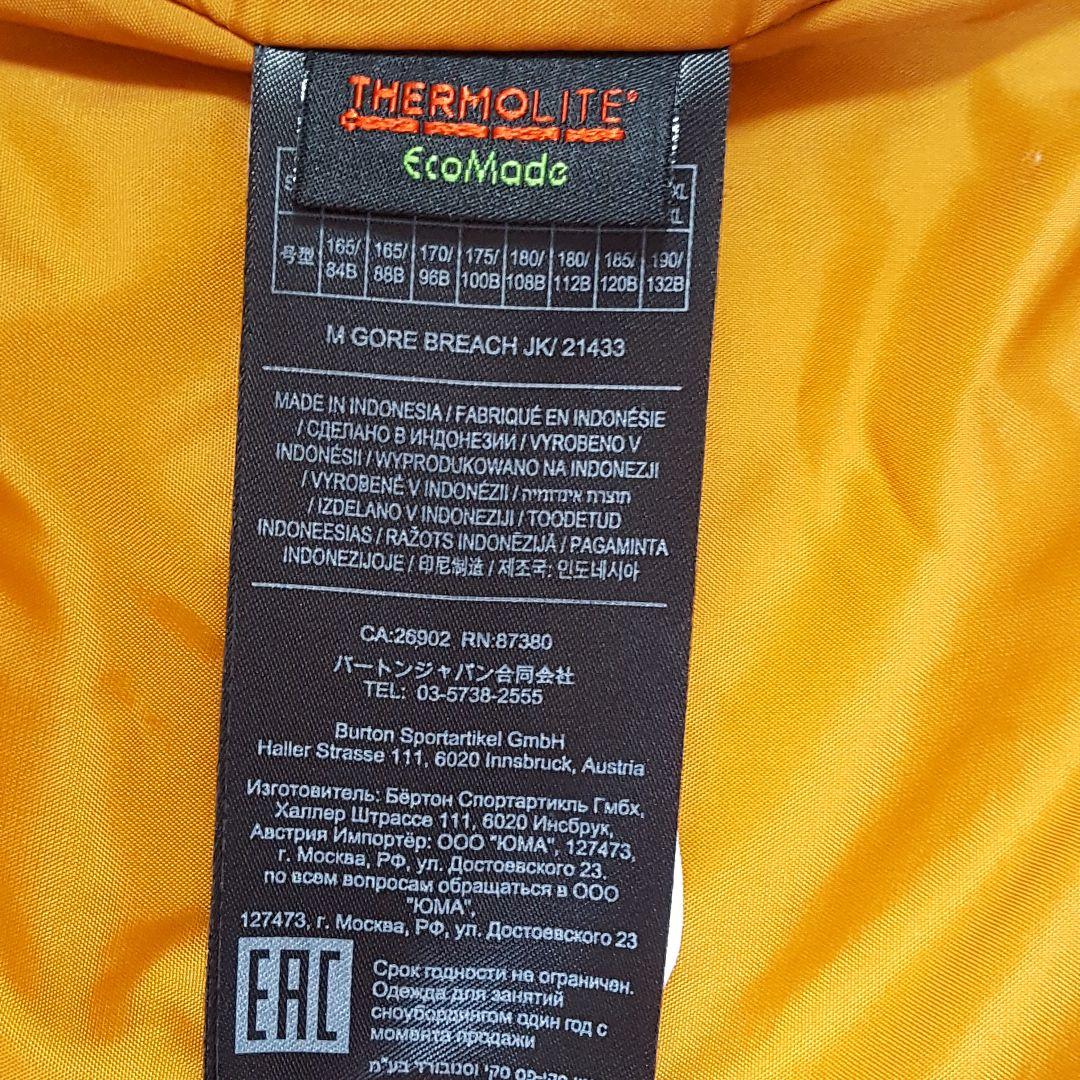 THERMOLITE®
EcoMade
XL
XL
号型 165/84B 165/88B 170/96B 175/100B 180/108B 180/112B 185/120B 190/132B
M GORE BREACH JK/ 21433
MADE IN INDONESIA / FABRIQUÉ EN INDONÉSIE
/ СДЕЛАНО В ИНДОНЕЗИИ / VYROBENO V
INDONÉSII / WYPRODUKOWANO NA INDONEZJI
/ VYROBENÉ V INDONÉZII / תוצרת אינדונזיה
/ IZDELANO V INDONEZIJI / TOODETUD
INDONEESIAS / RAŽOTS INDONĒZIJĀ / PAGAMINTA
INDONEZIJOJE / 印尼制造 / 제조국: 인도네시아
CA:26902 RN:87380
バートンジャパン合同会社
TEL: 03-5738-2555
Burton Sportartikel GmbH
Haller Strasse 111, 6020 Innsbruck, Austria
Изготовитель: Бёртон Спортартикль Гмбх,
Халлер Штрассе 111, 6020 Инсбрук,
Австрия Импортёр: ООО "ЮМА", 127473,
г. Москва, РФ, ул. Достоевского 23.
по всем вопросам обращаться в ООО
"ЮМА",
127473, г. Москва, РФ, ул. Достоевского 23
EAC
Срок годности не ограничен.
Одежда для занятий
сноубордингом один год с
момента продажи
סקי וסנובורד בע"מ